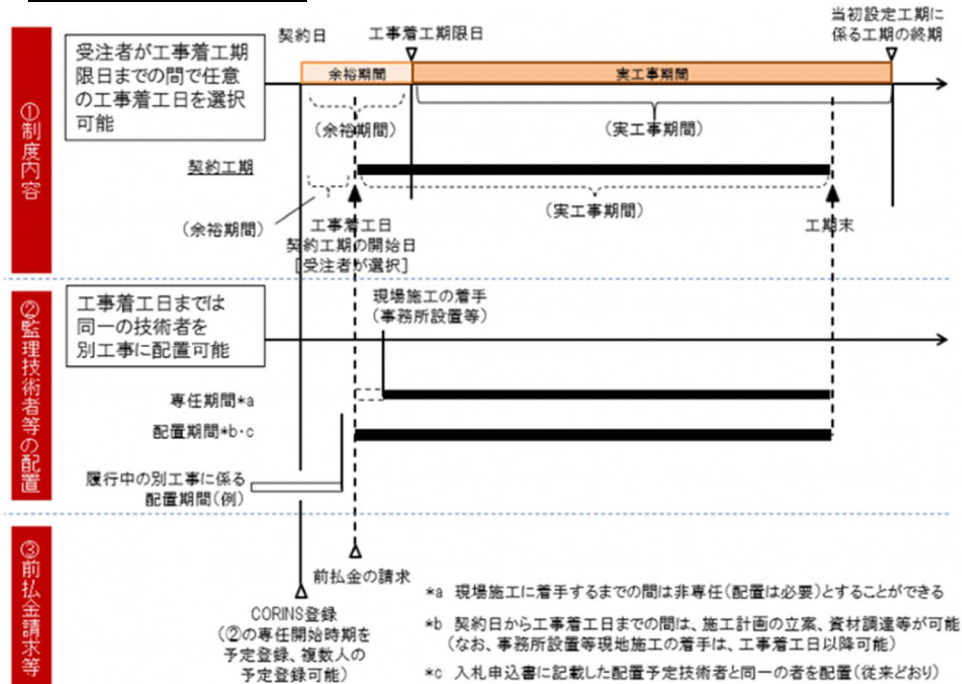 契約日
工事着工期限日
当初設定工期に
係る工期の終期
①制度内容
受注者が工事着工期
限日までの間で任意
の工事着工日を選択
可能
余裕期間
実工事期間
(余裕期間)
(実工事期間)
契約工期
(余裕期間)
(実工事期間)
工事着工日
契約工期の開始日
[受注者が選択]
工期末
②監理技術者等の配置
工事着工日までは
同一の技術者を
別工事に配置可能
現場施工の着手
(事務所設置等)
専任期間*a
配置期間*b・c
履行中の別工事に係る
配置期間(例)
③前払金請求等
前払金の請求
CORINS登録
(②の専任開始時期を
予定登録、複数人の
予定登録可能)
*a 現場施工に着手するまでの間は非専任(配置は必要)とすることができる
*b 契約日から工事着工日までの間は、施工計画の立案、資材調達等が可能
(なお、事務所設置等現地施工の着手は、工事着工日以降可能)
*c 入札申込書に記載した配置予定技術者と同一の者を配置(従来どおり)